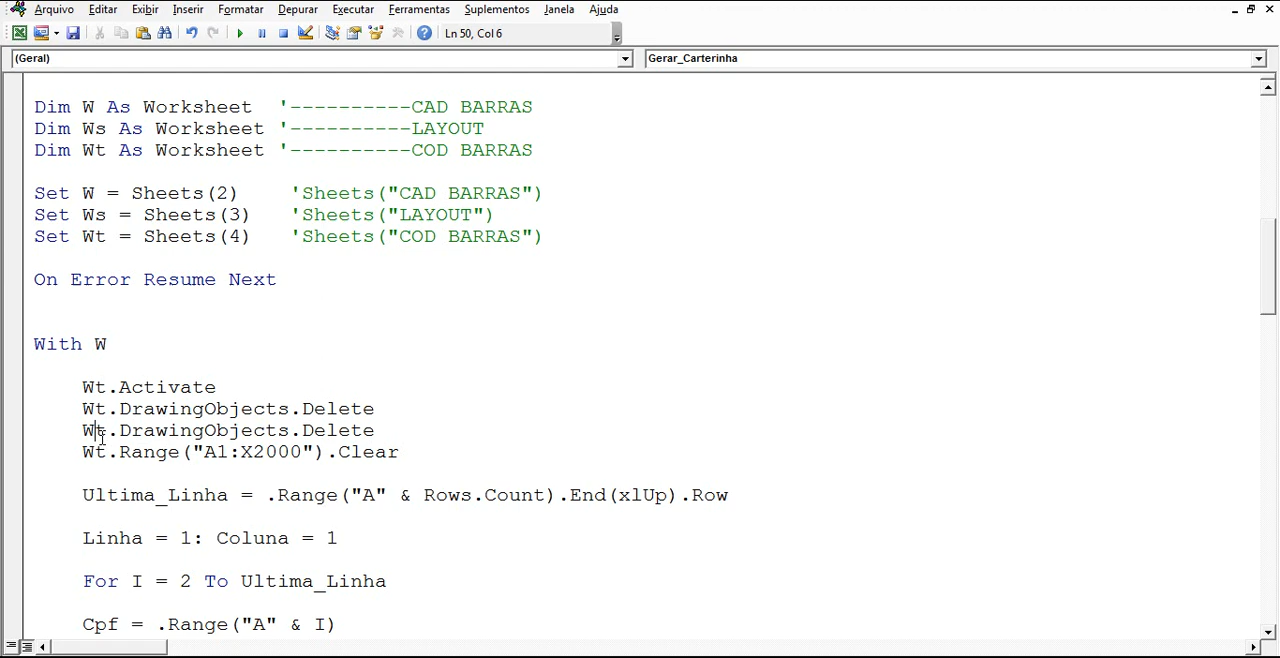 Arquivo Editar Exibir Inserir Formatar Depurar Executar Ferramentas Suplementos Janela Ajuda
Ln 50, Col 6
(Geral) Gerar_Carterinha
Dim W As Worksheet '----------CAD BARRAS
Dim Ws As Worksheet '----------LAYOUT
Dim Wt As Worksheet '----------COD BARRAS
Set W = Sheets(2) 'Sheets("CAD BARRAS")
Set Ws = Sheets(3) 'Sheets("LAYOUT")
Set Wt = Sheets(4) 'Sheets("COD BARRAS")
On Error Resume Next
With W
Wt.Activate
Wt.DrawingObjects.Delete
Wt.DrawingObjects.Delete
Wt.Range("A1:X2000").Clear
Ultima_Linha = .Range("A" & Rows.Count).End(xlUp).Row
Linha = 1: Coluna = 1
For I = 2 To Ultima_Linha
Cpf = .Range("A" & I)